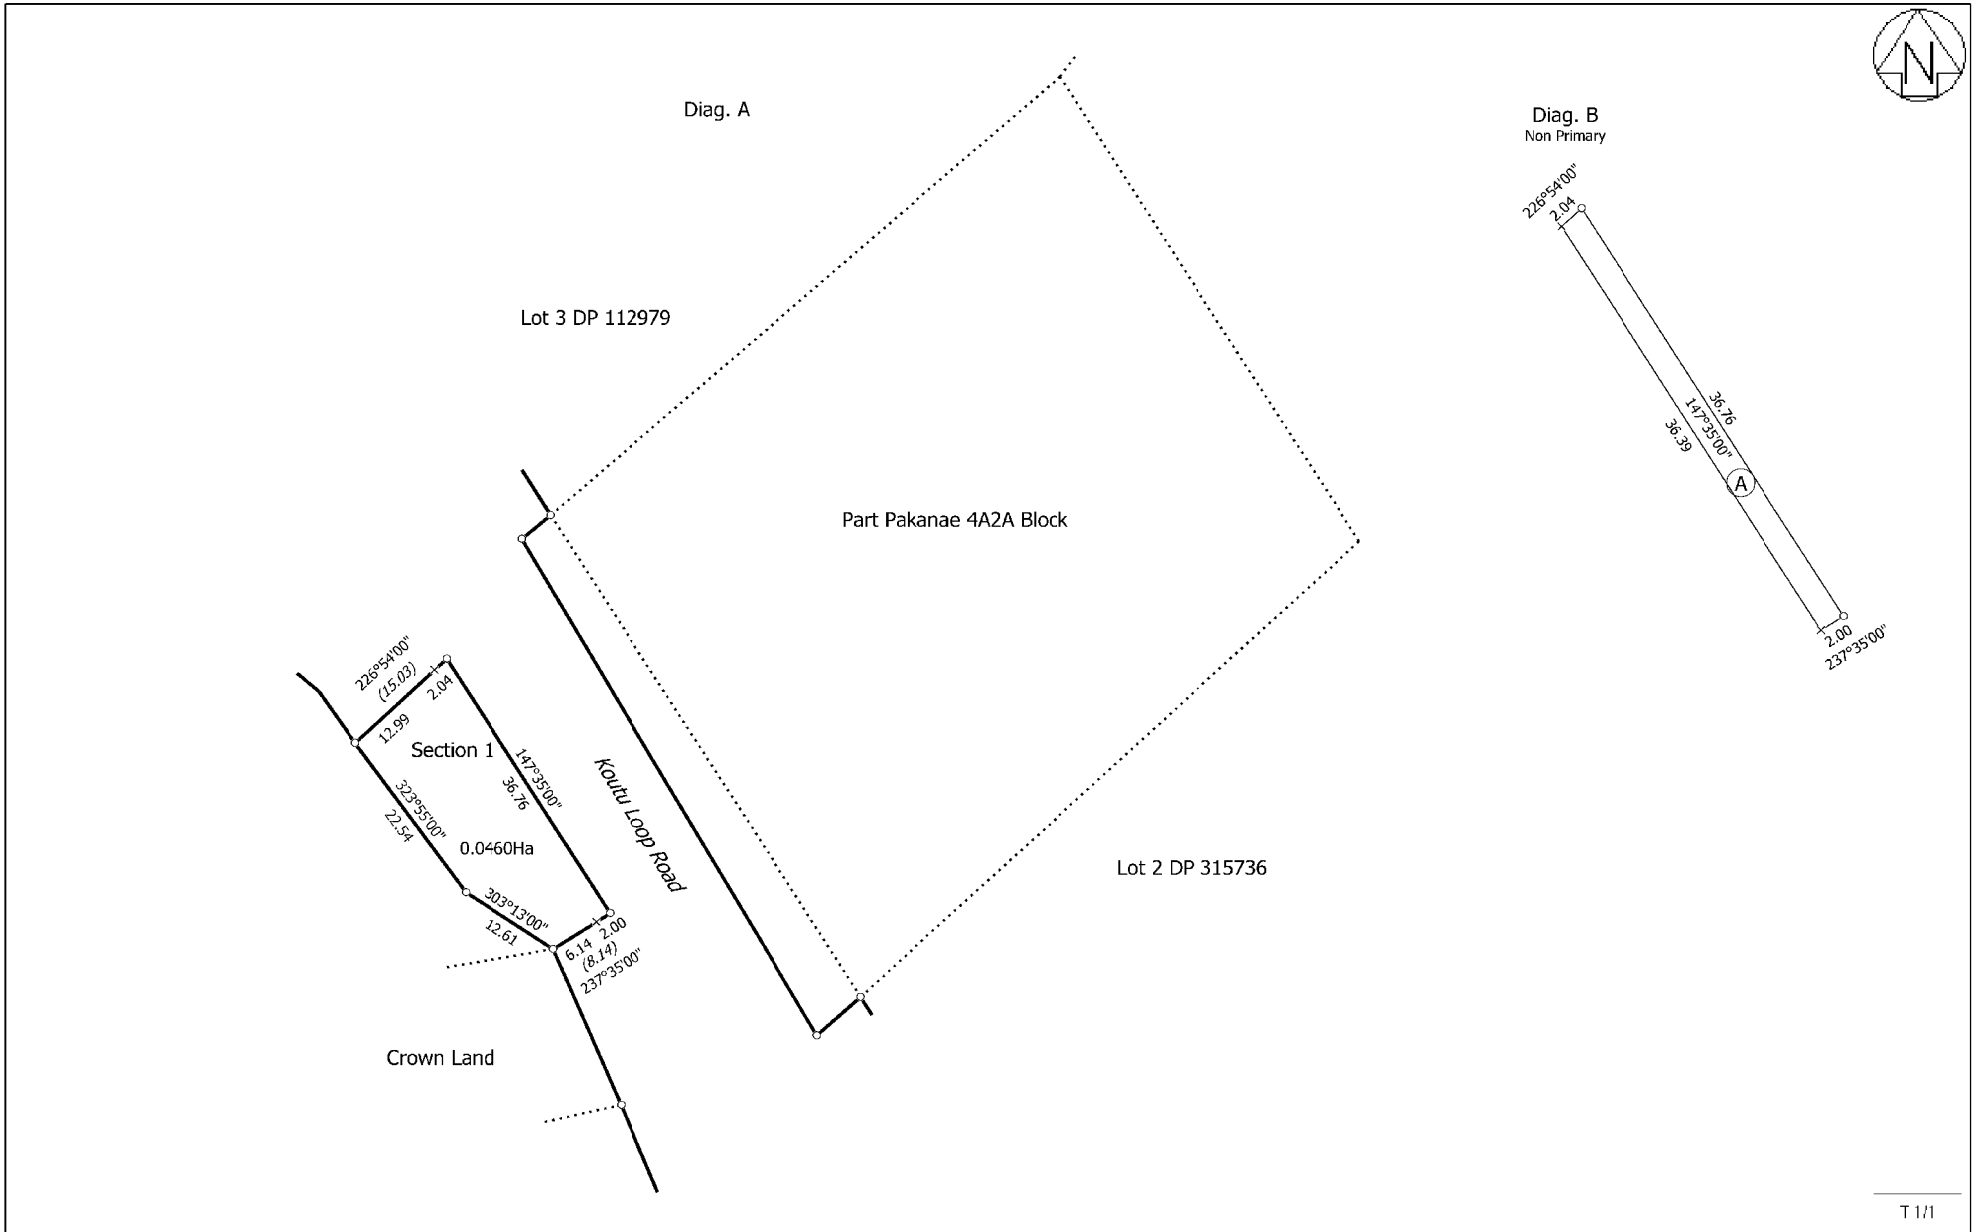 N
Diag. A
Diag. B
Non Primary
226°54'00"
2.04
36.76
147°35'00"
36.39
A
2.00
237°35'00"
Lot 3 DP 112979
Part Pakanae 4A2A Block
226°54'00"
(15.03)
2.04
12.99
Section 1
147°35'00"
36.76
323°55'00"
22.54
0.0460Ha
303°13'00"
12.61
6.14
2.00
(8.14)
237°35'00"
Koutu Loop Road
Lot 2 DP 315736
Crown Land
T 1/1